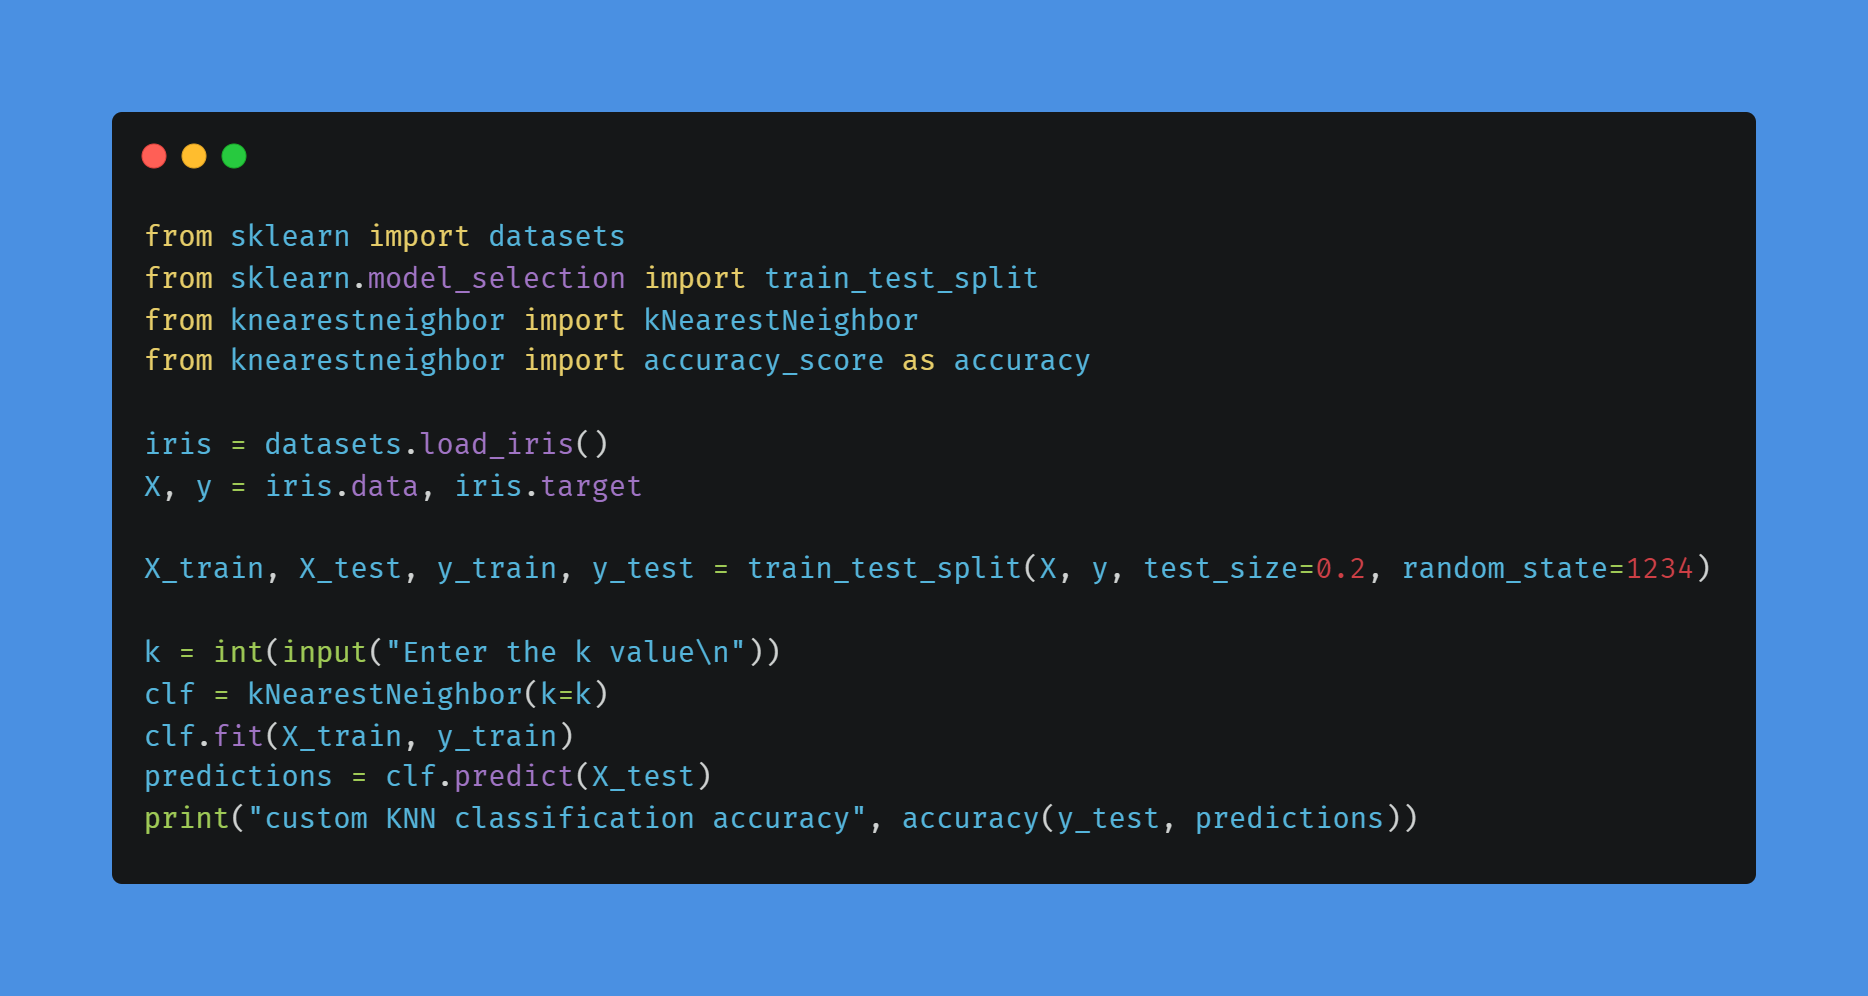 from sklearn import datasets
from sklearn.model_selection import train_test_split
from knearestneighbor import kNearestNeighbor
from knearestneighbor import accuracy_score as accuracy
iris = datasets.load_iris()
X, y = iris.data, iris.target
X_train, X_test, y_train, y_test = train_test_split(X, y, test_size=0.2, random_state=1234)
k = int(input("Enter the k value\n"))
clf = kNearestNeighbor(k=k)
clf.fit(X_train, y_train)
predictions = clf.predict(X_test)
print("custom KNN classification accuracy", accuracy(y_test, predictions))